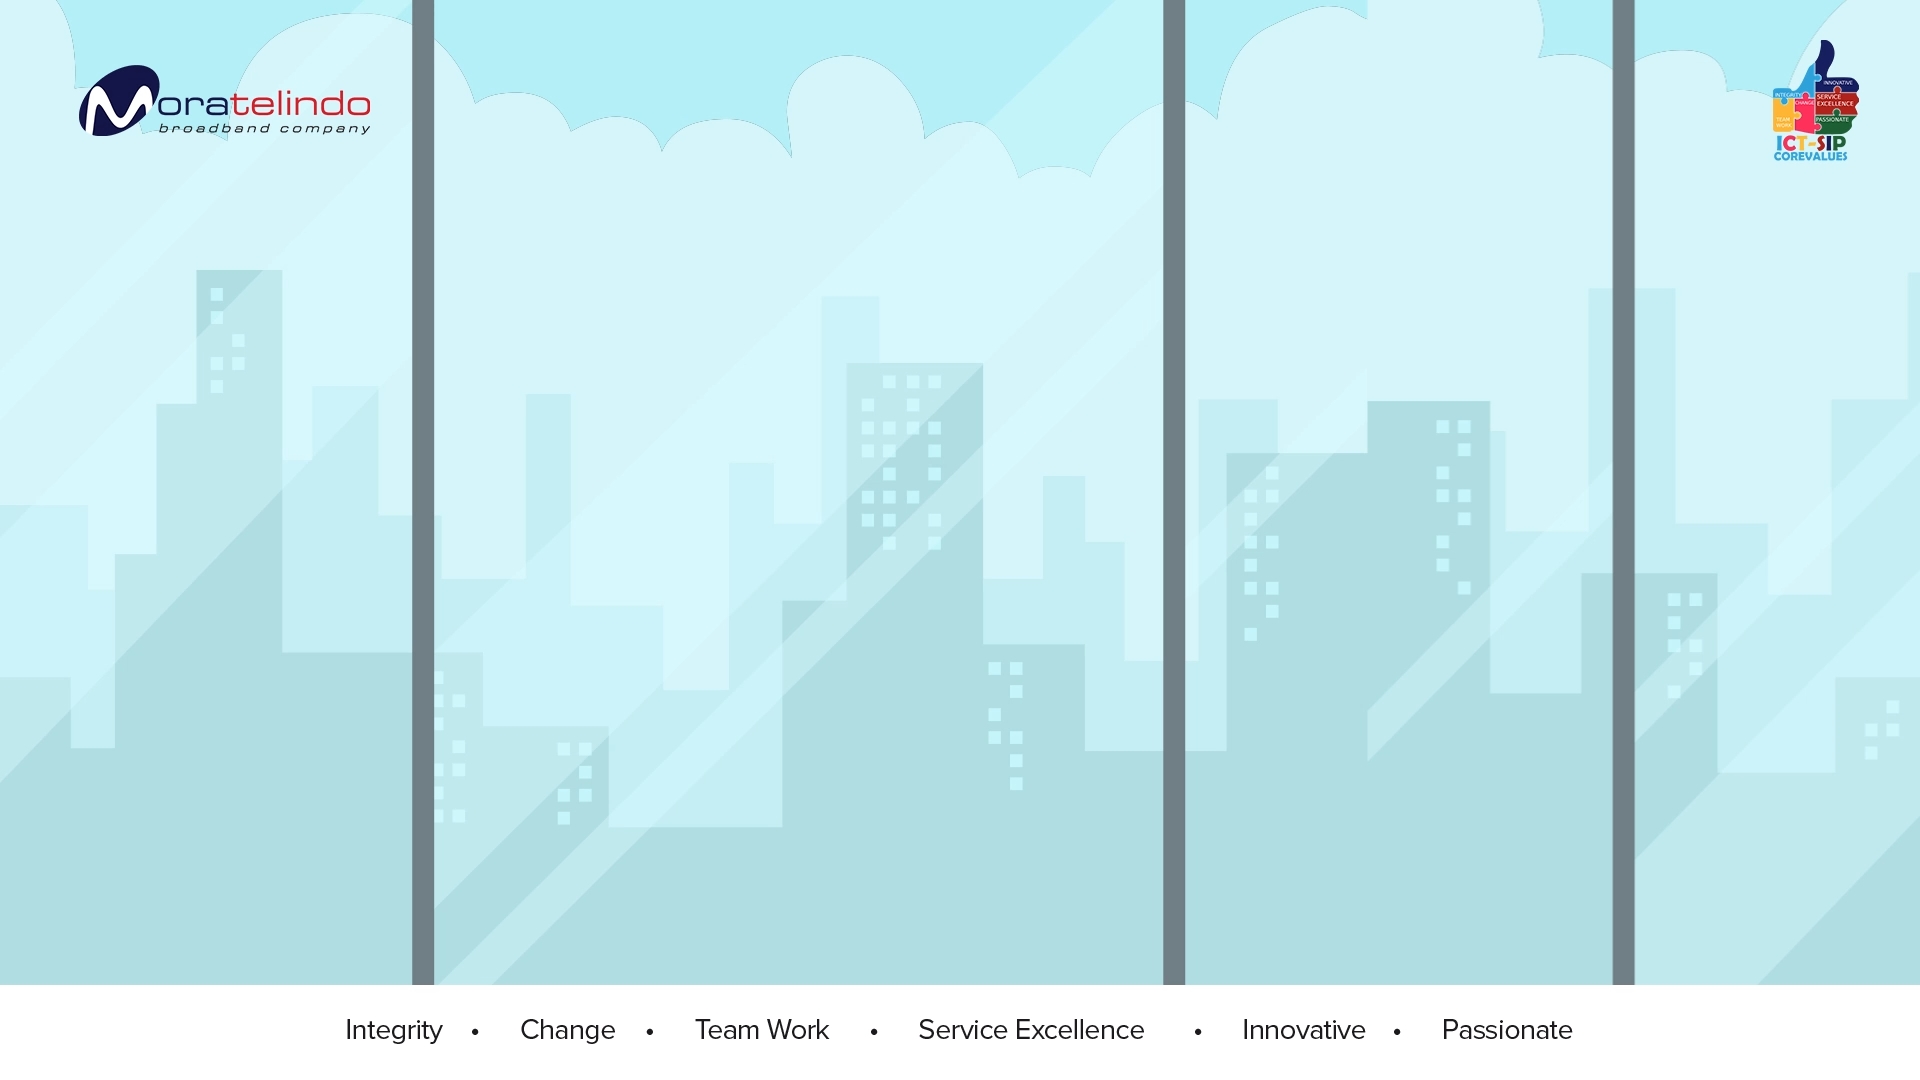 Moratelindo
broadband company
INTEGRITY
INNOVATIVE
CHANGE
SERVICE
EXCELLENCE
TEAM
WORK
PASSIONATE
ICT-SIP
COREVALUES
Integrity • Change • Team Work • Service Excellence • Innovative • Passionate